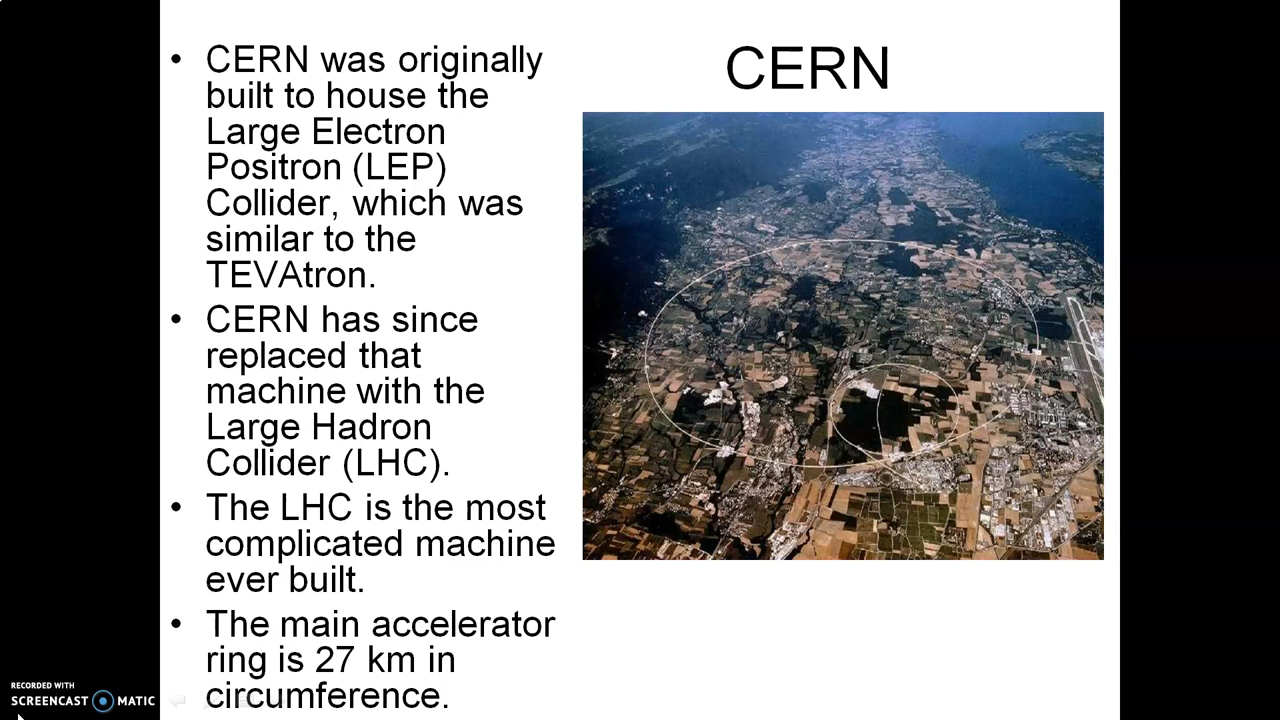 CERN
• CERN was originally
built to house the
Large Electron
Positron (LEP)
Collider, which was
similar to the
TEVAtron.
• CERN has since
replaced that
machine with the
Large Hadron
Collider (LHC).
• The LHC is the most
complicated machine
ever built.
• The main accelerator
ring is 27 km in
circumference.
RECORDED WITH
SCREENCAST MATIC